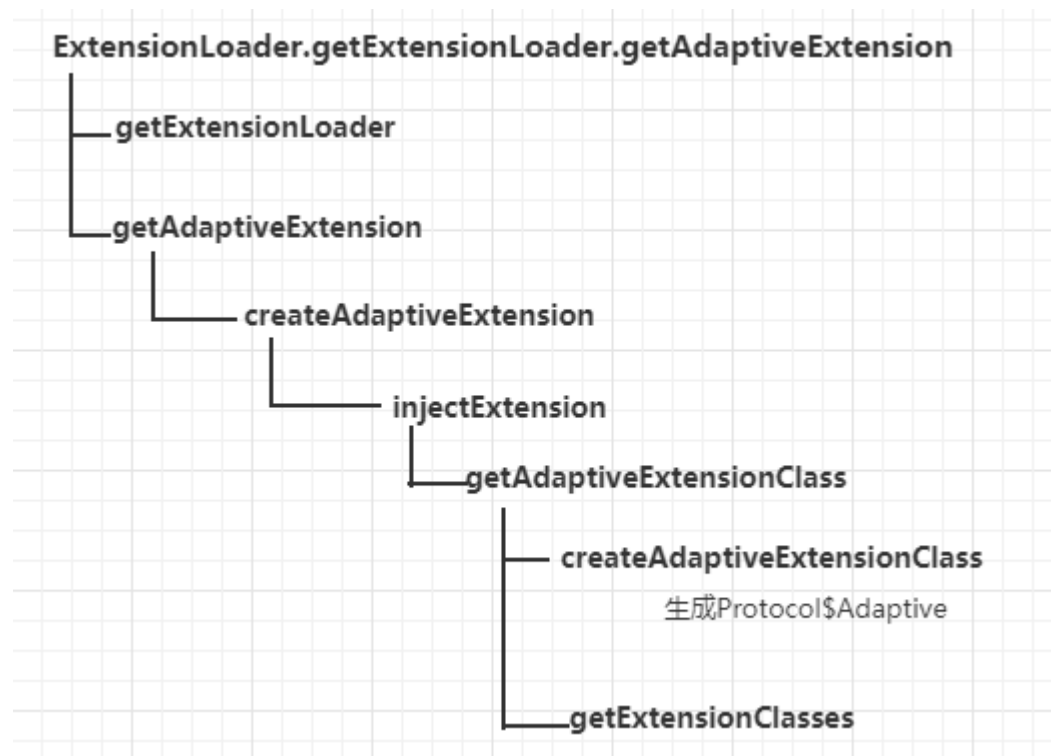 ExtensionLoader.getExtensionLoader.getAdaptiveExtension
getExtensionLoader
getAdaptiveExtension
createAdaptiveExtension
injectExtension
getAdaptiveExtensionClass
createAdaptiveExtensionClass
生成Protocol$Adaptive
getExtensionClasses